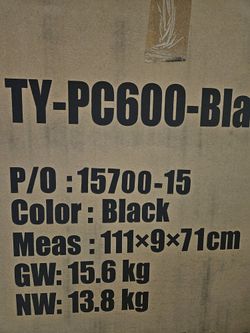 TY-PC600-Bla
P/O : 15700-15
Color : Black
Meas : 111×9×71cm
GW: 15.6 kg
NW: 13.8 kg